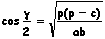 cos γ/2 = √(p(p − c)/ab)